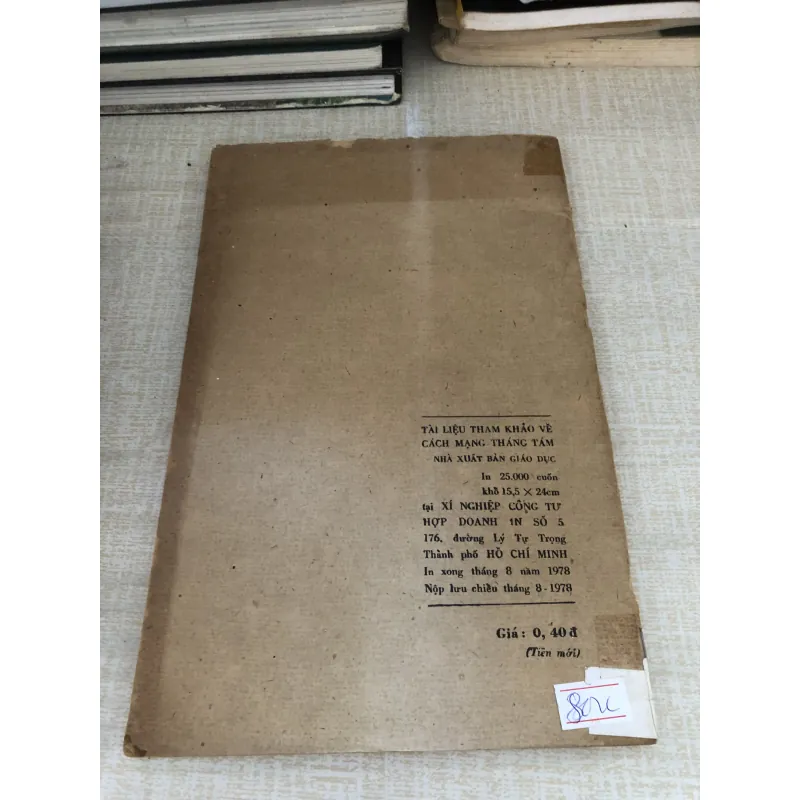 TÀI LIỆU THAM KHẢO VỀ
CÁCH MẠNG THÁNG TÁM
NHÀ XUẤT BẢN GIÁO DỤC
In 25.000 cuốn
khổ 15,5 × 24cm
tại XÍ NGHIỆP CÔNG TƯ
HỢP DOANH IN SỐ 5
176, đường Lý Tự Trọng
Thành phố HỒ CHÍ MINH
In xong tháng 8 năm 1978
Nộp lưu chiều tháng 8-1978
Giá: 0, 40đ
(Tiền mới)